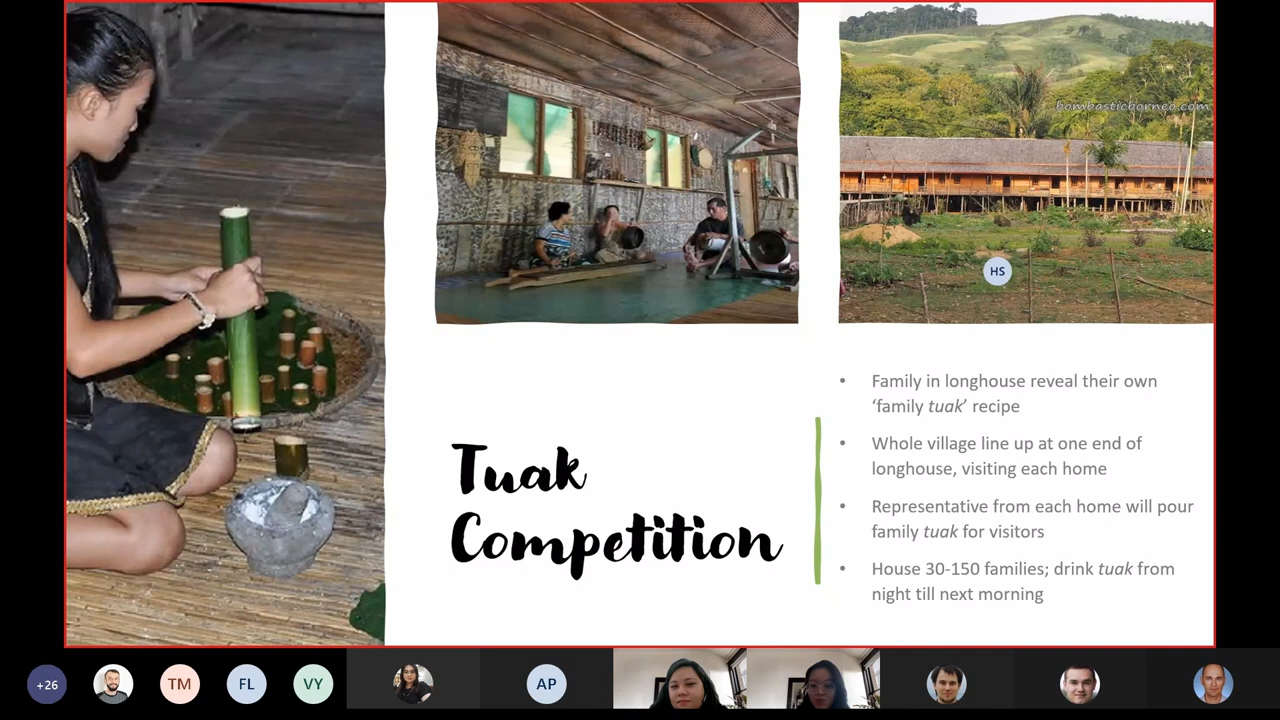 bombasticborneo.com
HS
Tuak
Competition
• Family in longhouse reveal their own
‘family tuak’ recipe
• Whole village line up at one end of
longhouse, visiting each home
• Representative from each home will pour
family tuak for visitors
• House 30-150 families; drink tuak from
night till next morning
+26
TM
FL
VY
AP